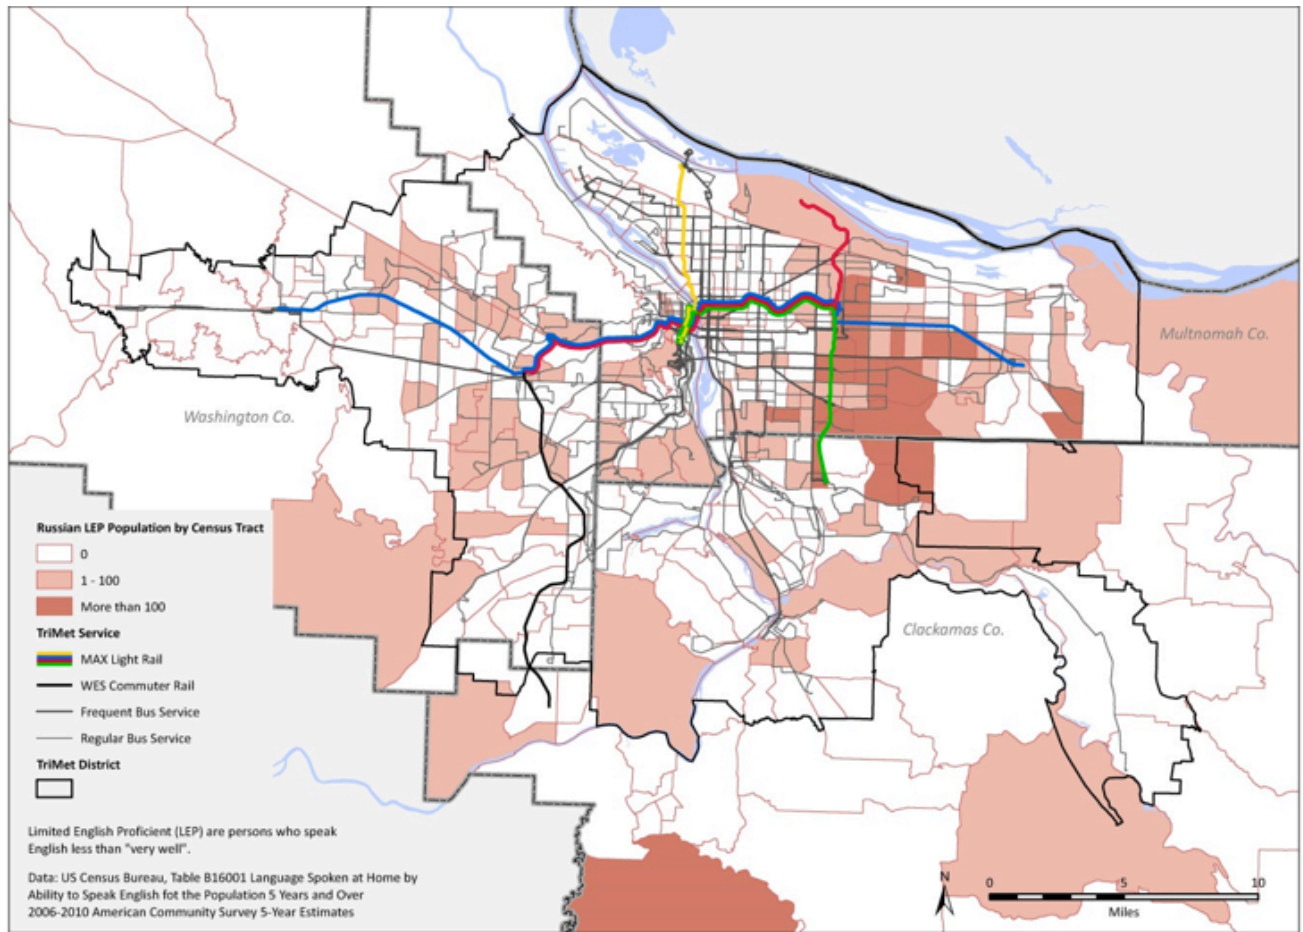 Multnomah Co.
Washington Co.
Clackamas Co.
Russian LEP Population by Census Tract
0
1 - 100
More than 100
TriMet Service
MAX Light Rail
WES Commuter Rail
Frequent Bus Service
Regular Bus Service
TriMet District
Limited English Proficient (LEP) are persons who speak
English less than "very well".
Data: US Census Bureau, Table B16001 Language Spoken at Home by
Ability to Speak English fot the Population 5 Years and Over
2006-2010 American Community Survey 5-Year Estimates
N
0 5 10
Miles